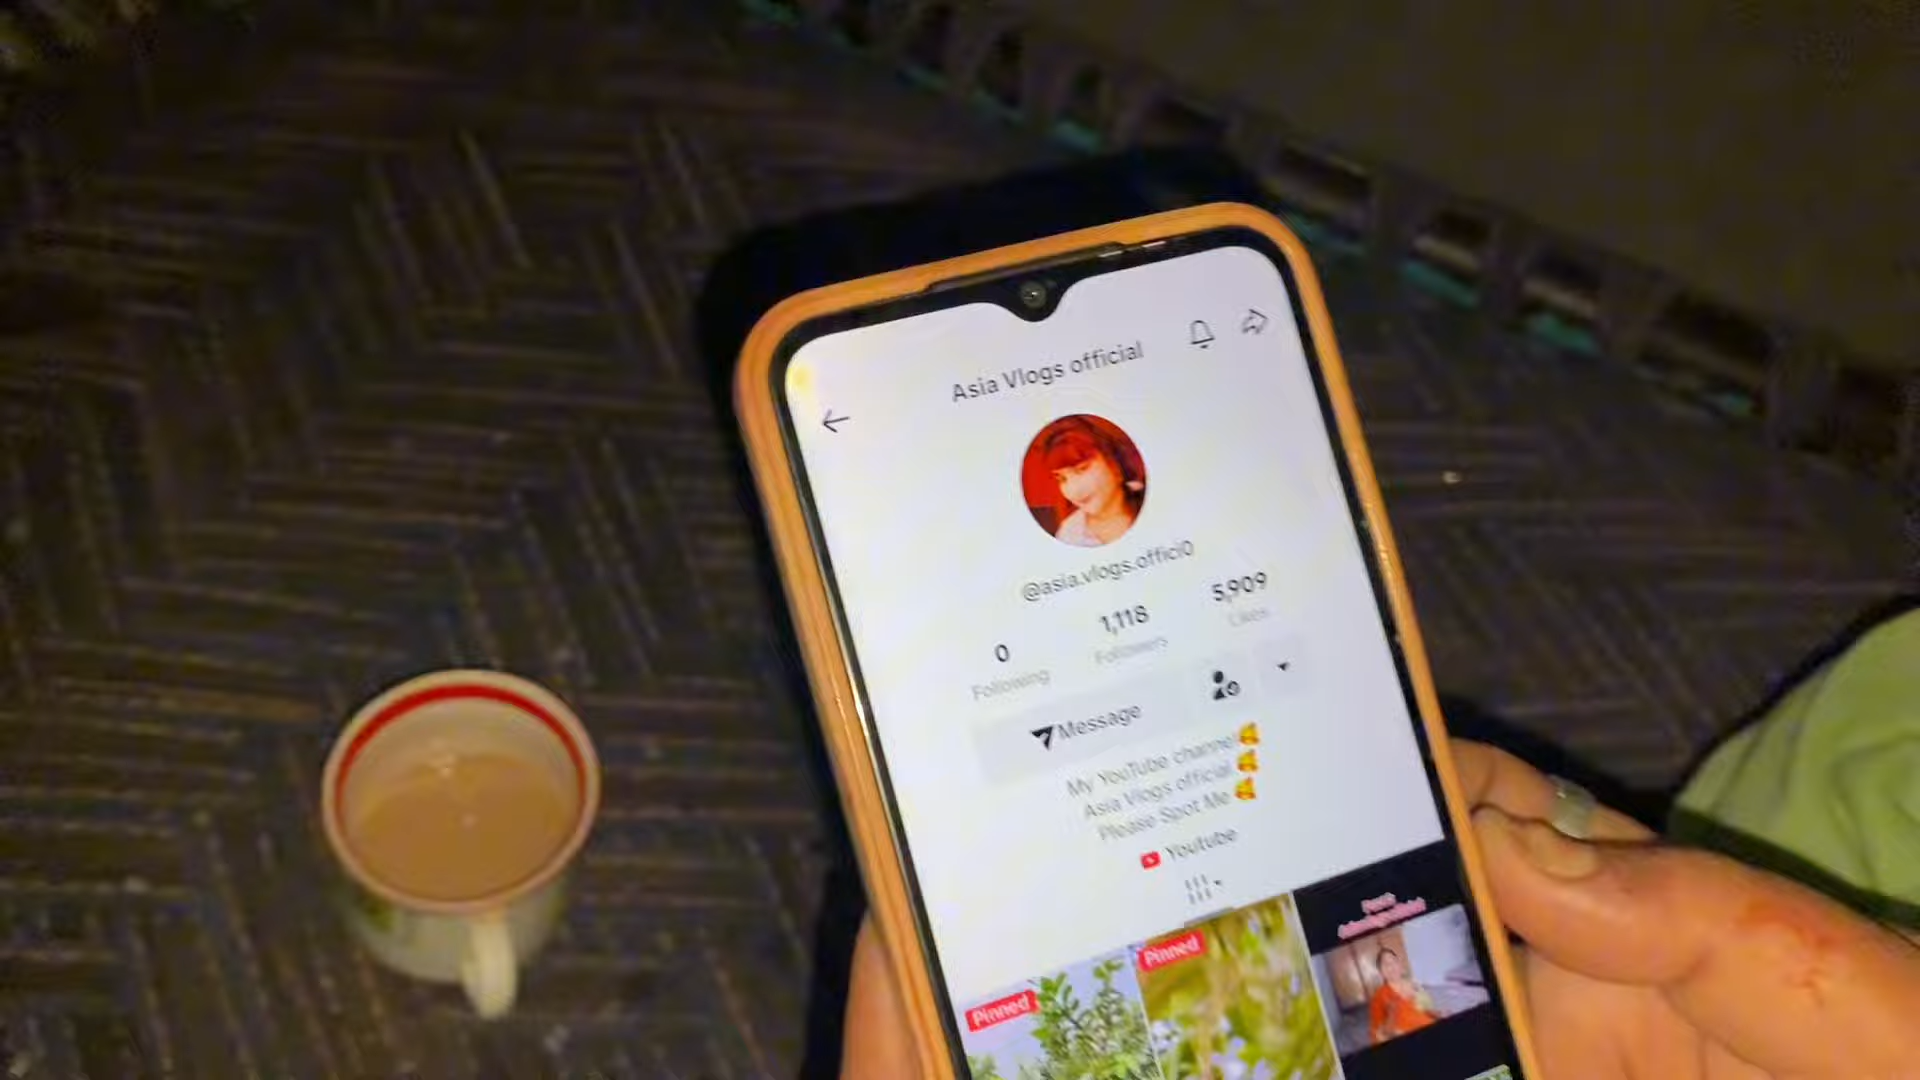 Asia Vlogs official
@asia.vlogs.offici0
0
Following
1,118
Followers
5,909
Likes
Message
My YouTube channel🥰
Asia Vlogs official 🥰
Please Spot Me 🥰
Youtube
Pinned
Pinned